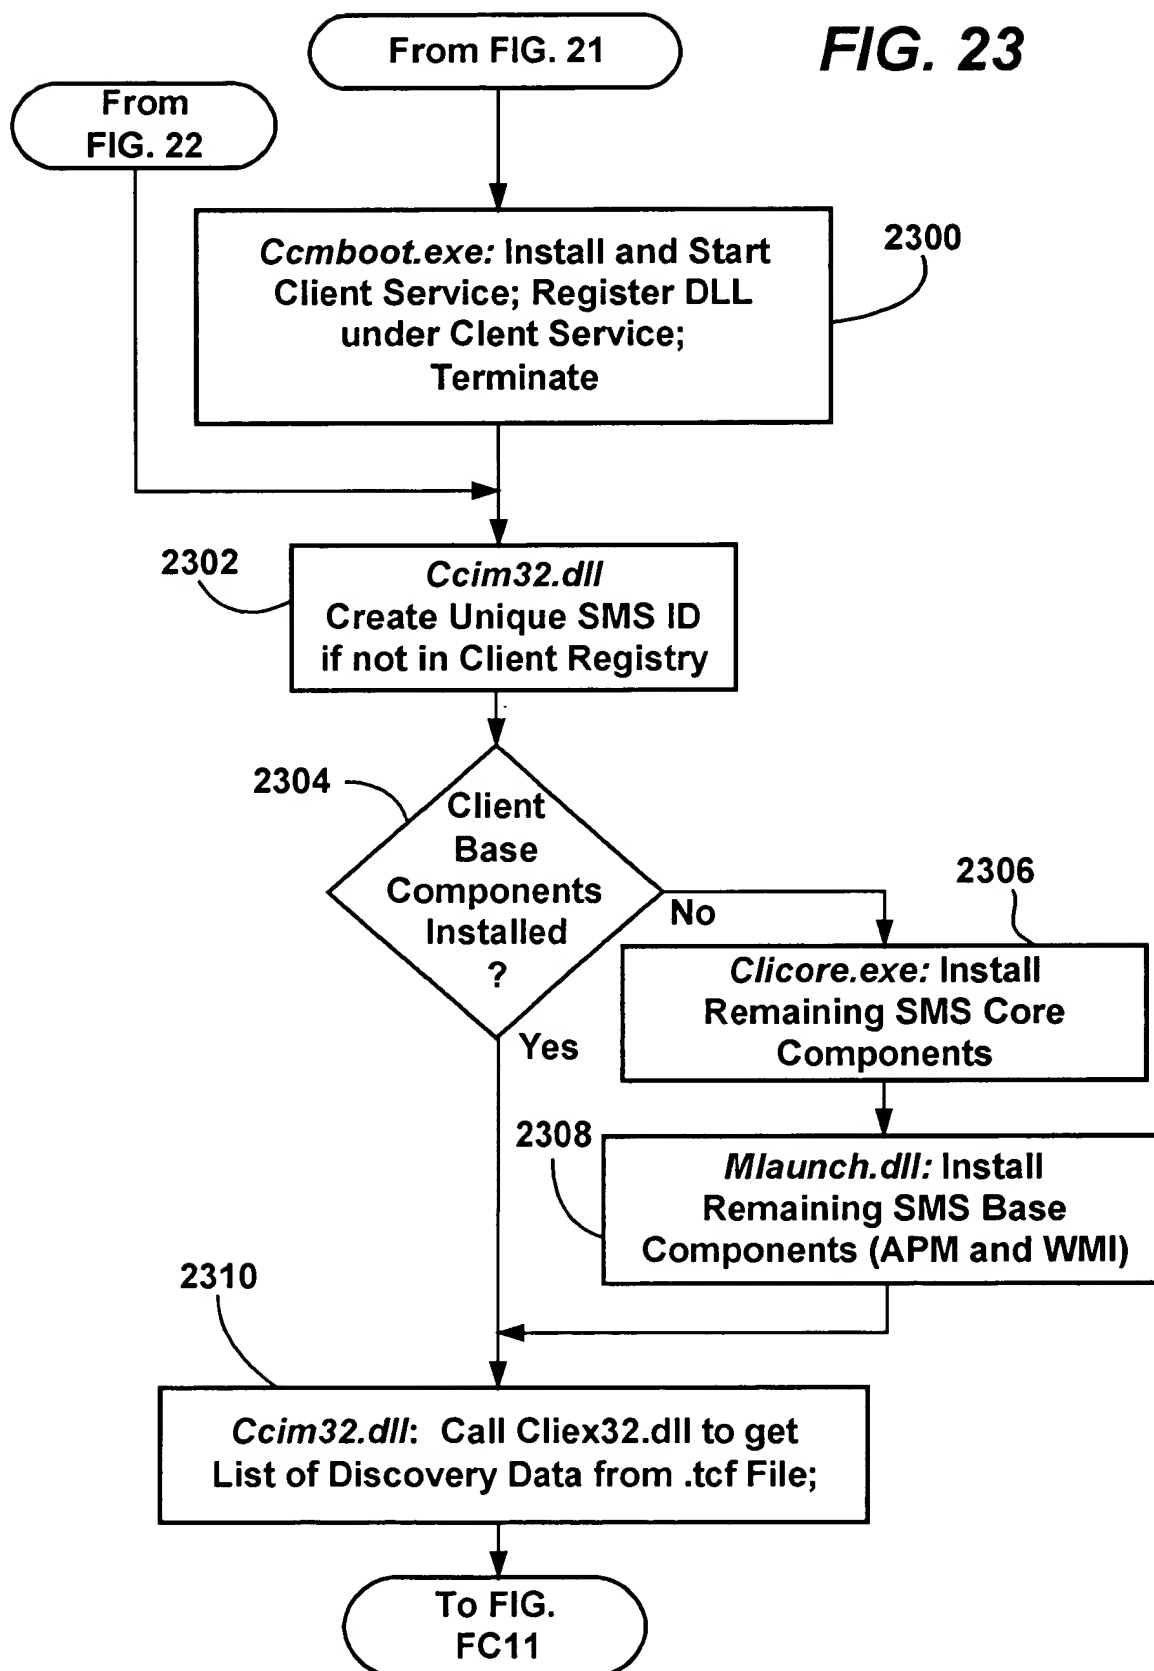 From FIG. 21
FIG. 23
From
FIG. 22
Ccmboot.exe: Install and Start
Client Service; Register DLL
under Clent Service;
Terminate
2300
2302
Ccim32.dll
Create Unique SMS ID
if not in Client Registry
2304
Client
Base
Components
Installed
?
No
Yes
2306
Clicore.exe: Install
Remaining SMS Core
Components
2308
Mlaunch.dll: Install
Remaining SMS Base
Components (APM and WMI)
2310
Ccim32.dll: Call Cliex32.dll to get
List of Discovery Data from .tcf File;
To FIG.
FC11